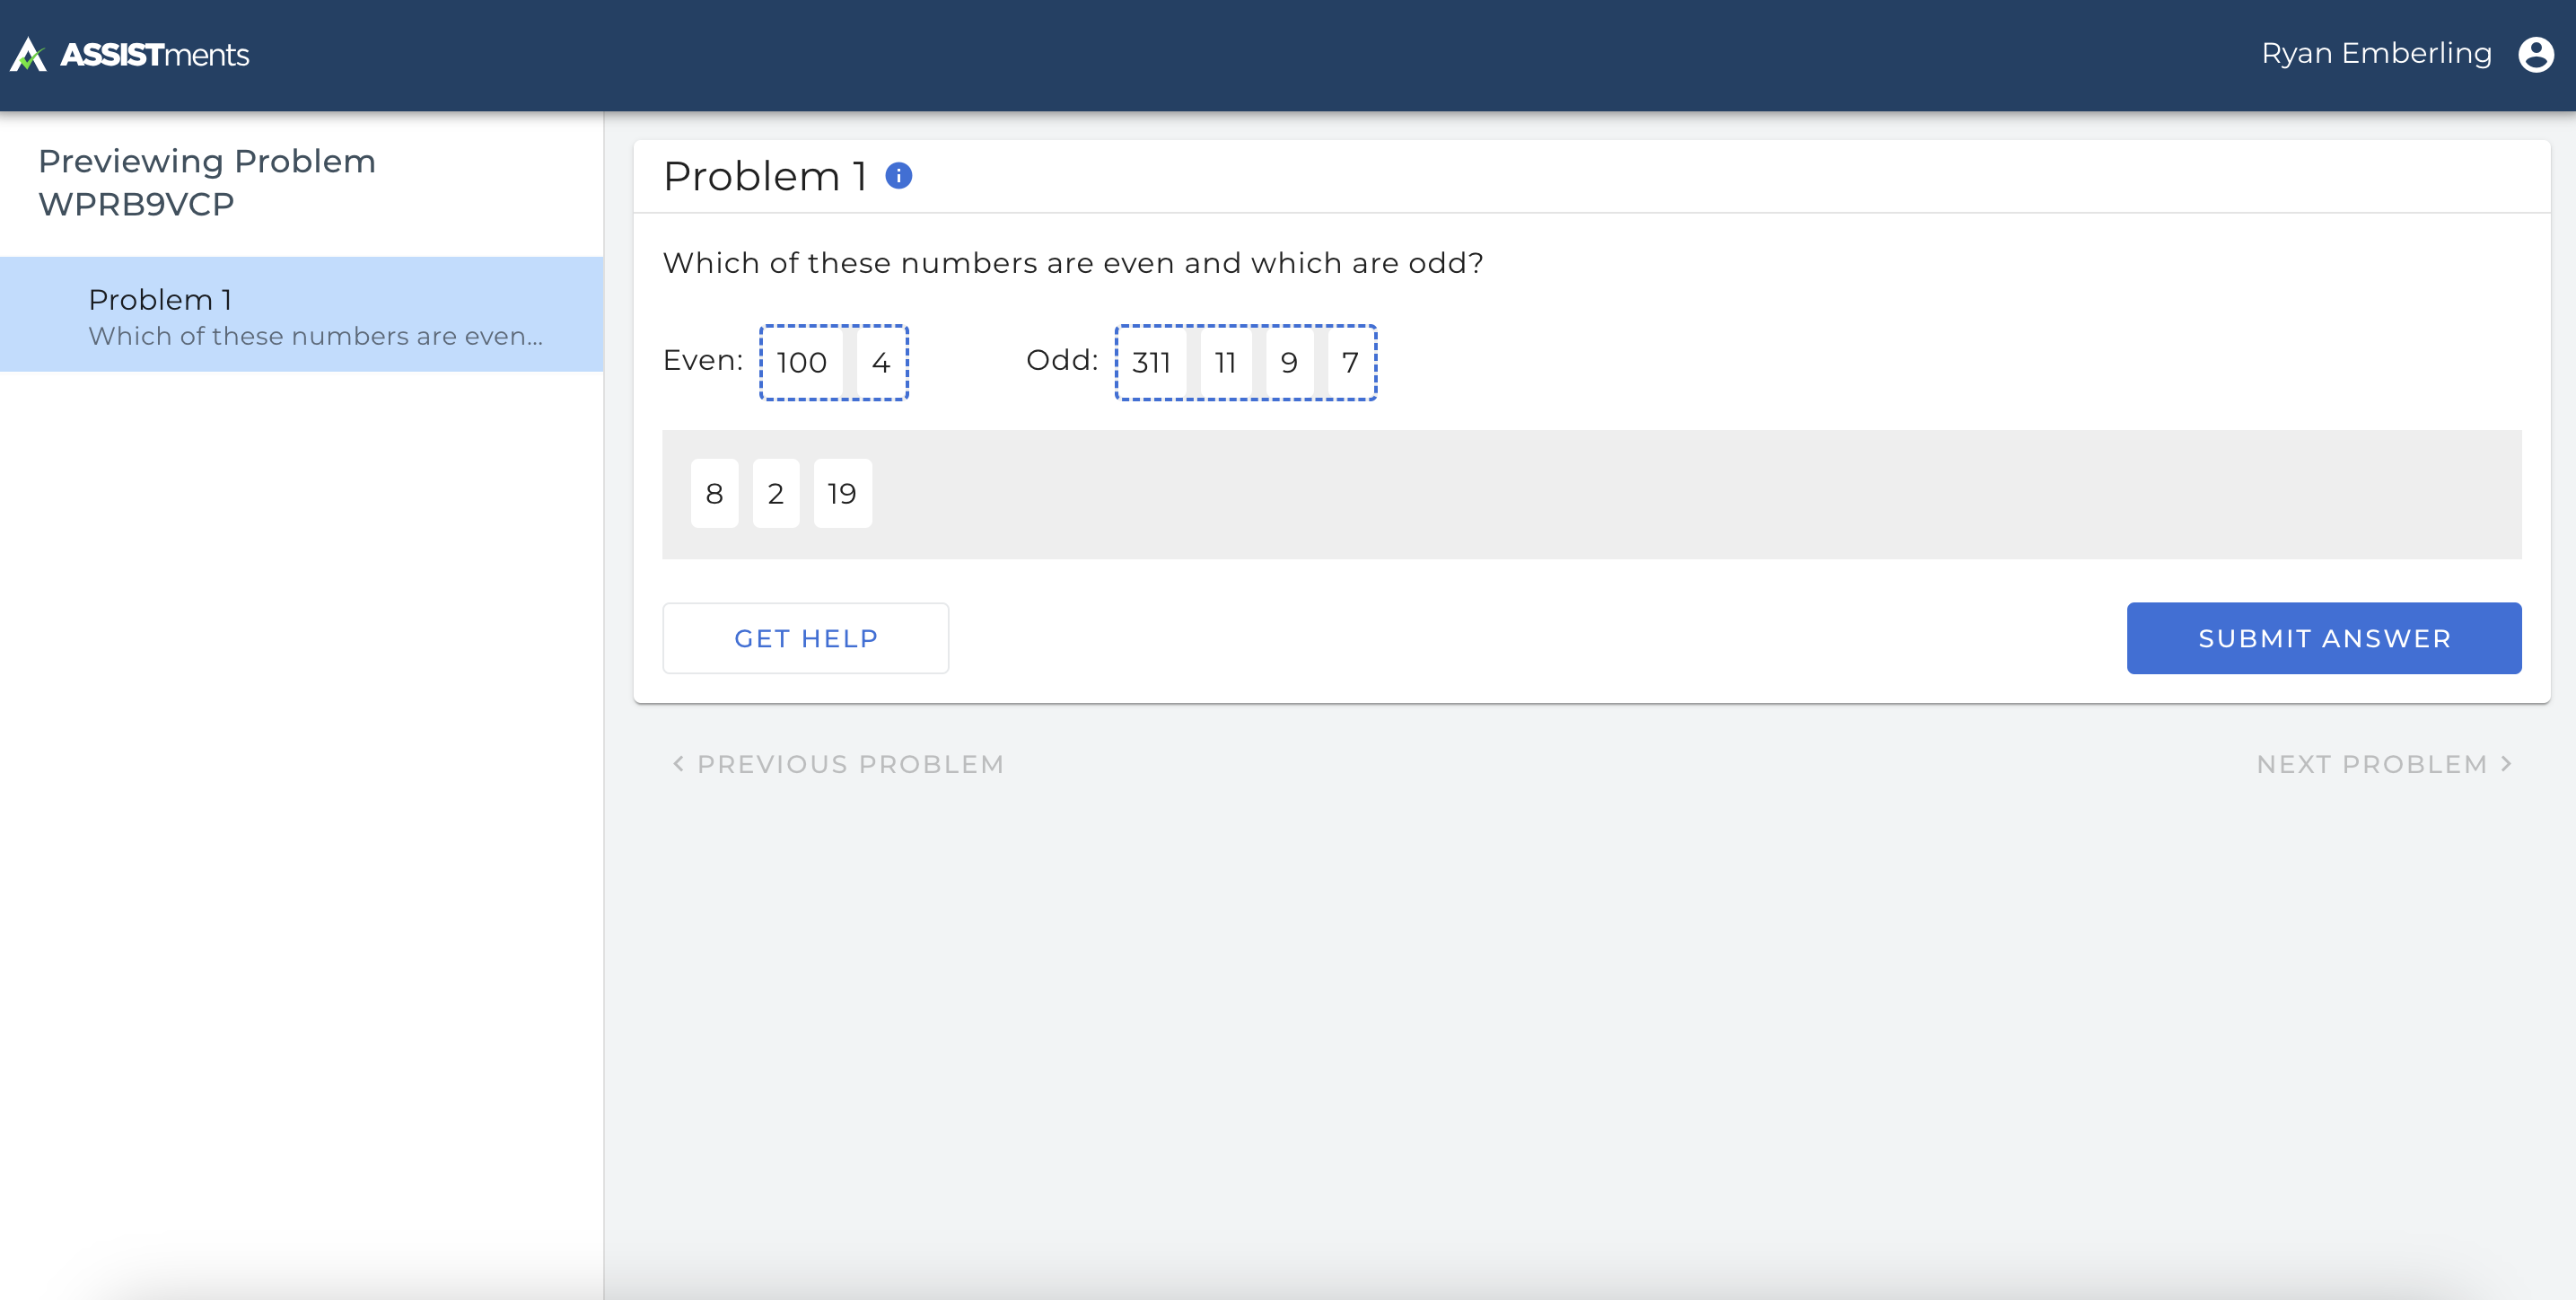 ASSISTments
Ryan Emberling
Previewing Problem
WPRB9VCP
Problem 1
Which of these numbers are even...
Problem 1
Which of these numbers are even and which are odd?
Even: 100 4 Odd: 311 11 9 7
8 2 19
GET HELP
SUBMIT ANSWER
PREVIOUS PROBLEM
NEXT PROBLEM